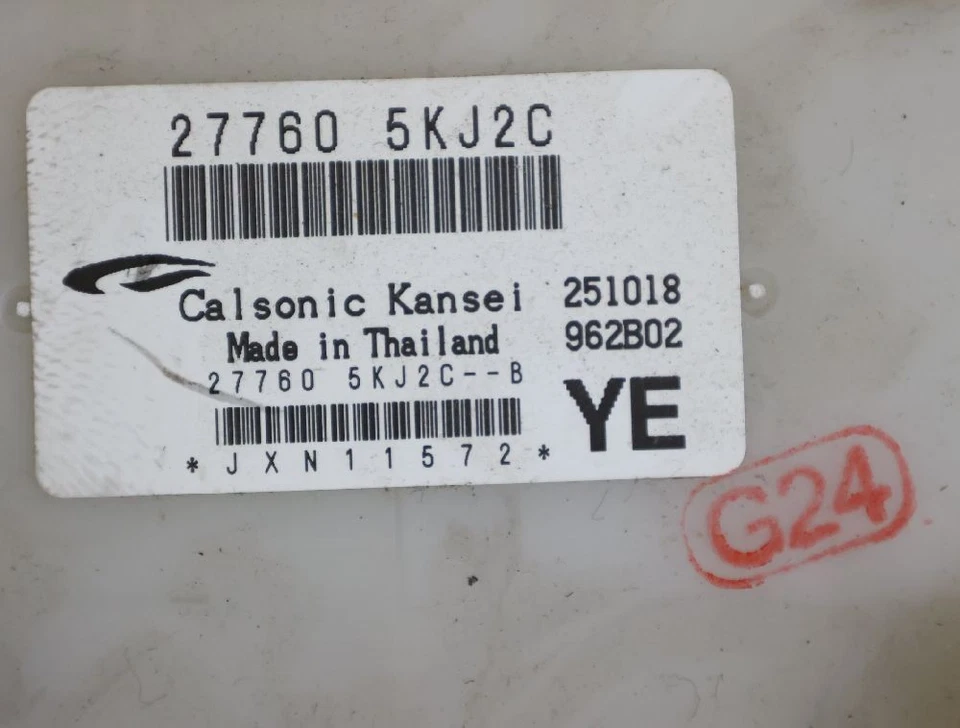 27760 5KJ2C
Calsonic Kansei 251018
Made in Thailand 962B02
27760 5KJ2C--B
YE
*JXN11572*
G24